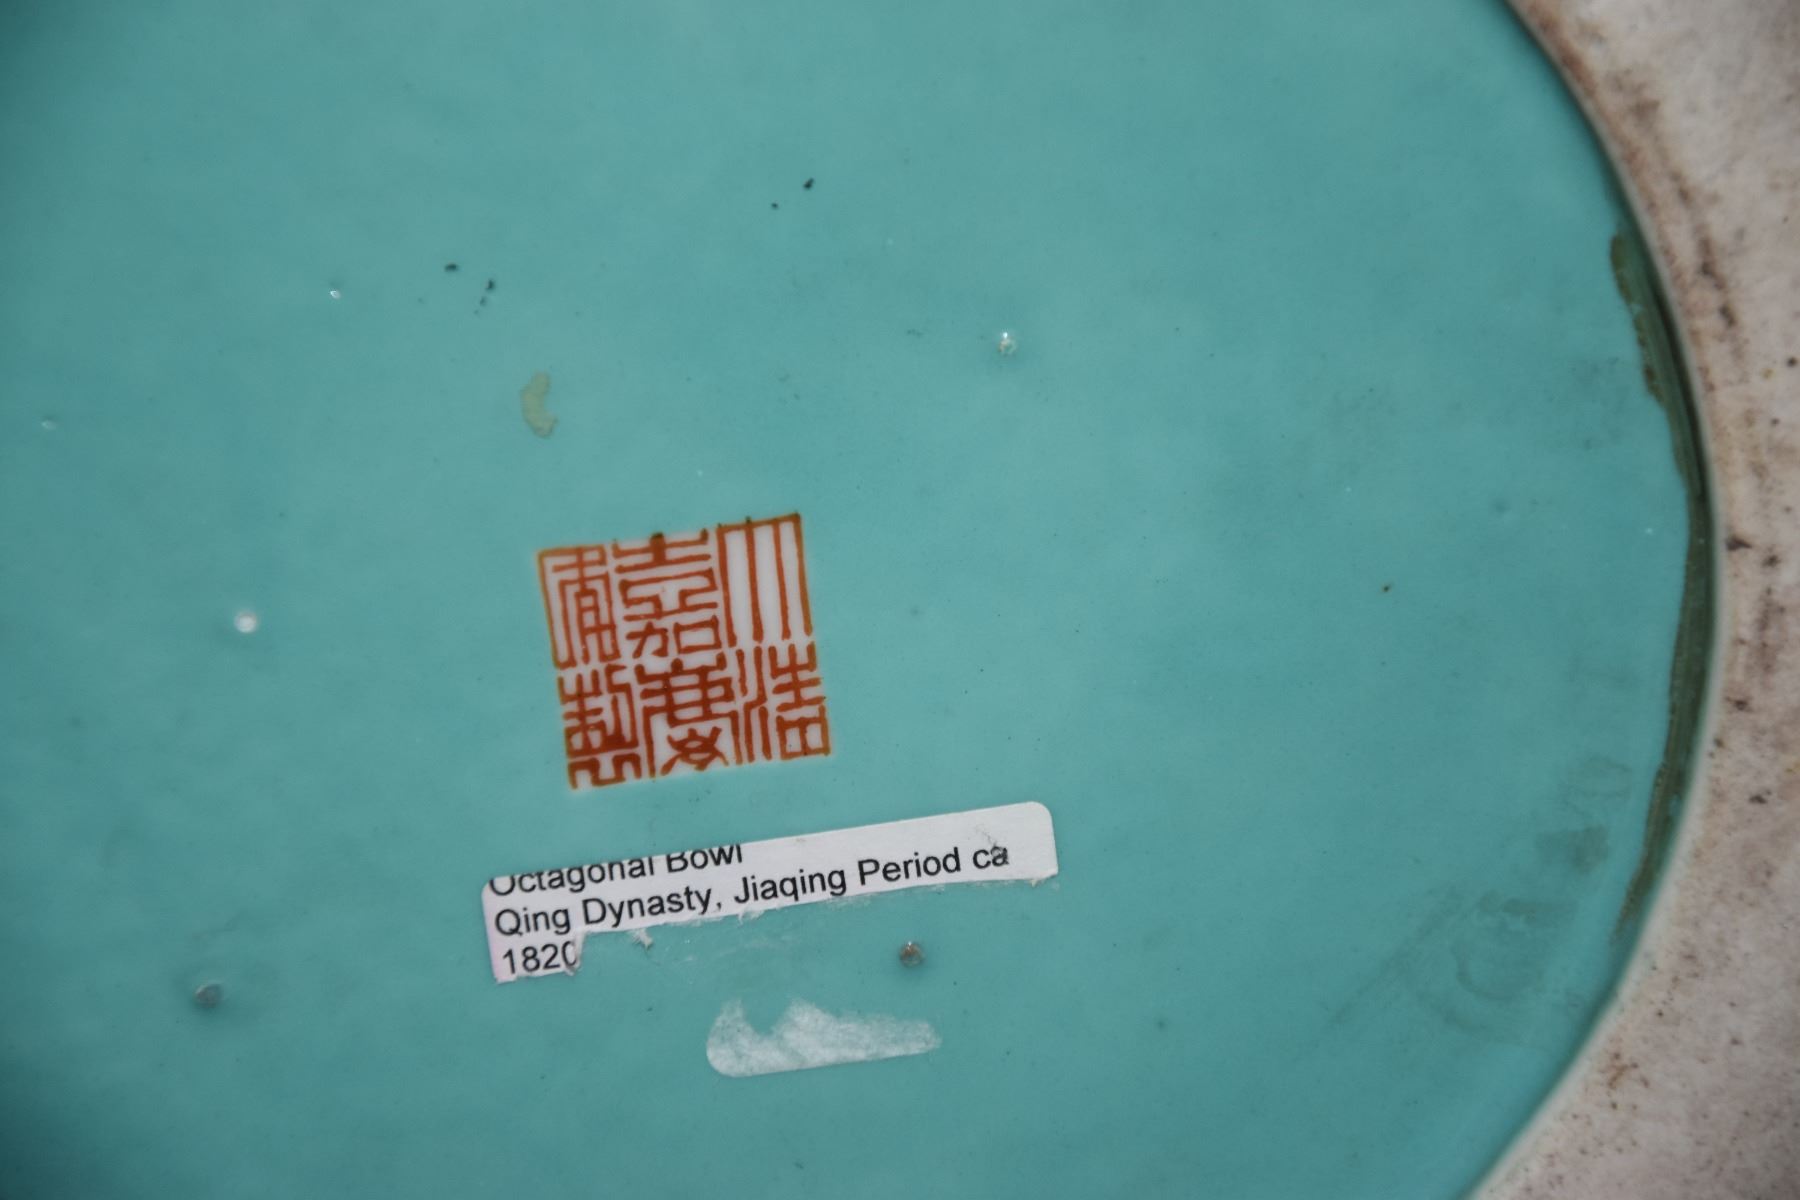 大清
嘉慶
年製
Octagonal Bowl
Qing Dynasty, Jiaqing Period ca
1820